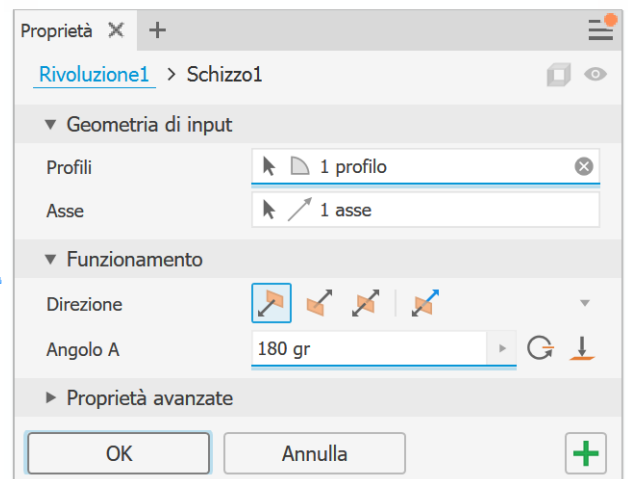 Proprietà
Rivoluzione1 > Schizzo1
Geometria di input
Profili 1 profilo
Asse 1 asse
Funzionamento
Direzione
Angolo A 180 gr
Proprietà avanzate
OK Annulla